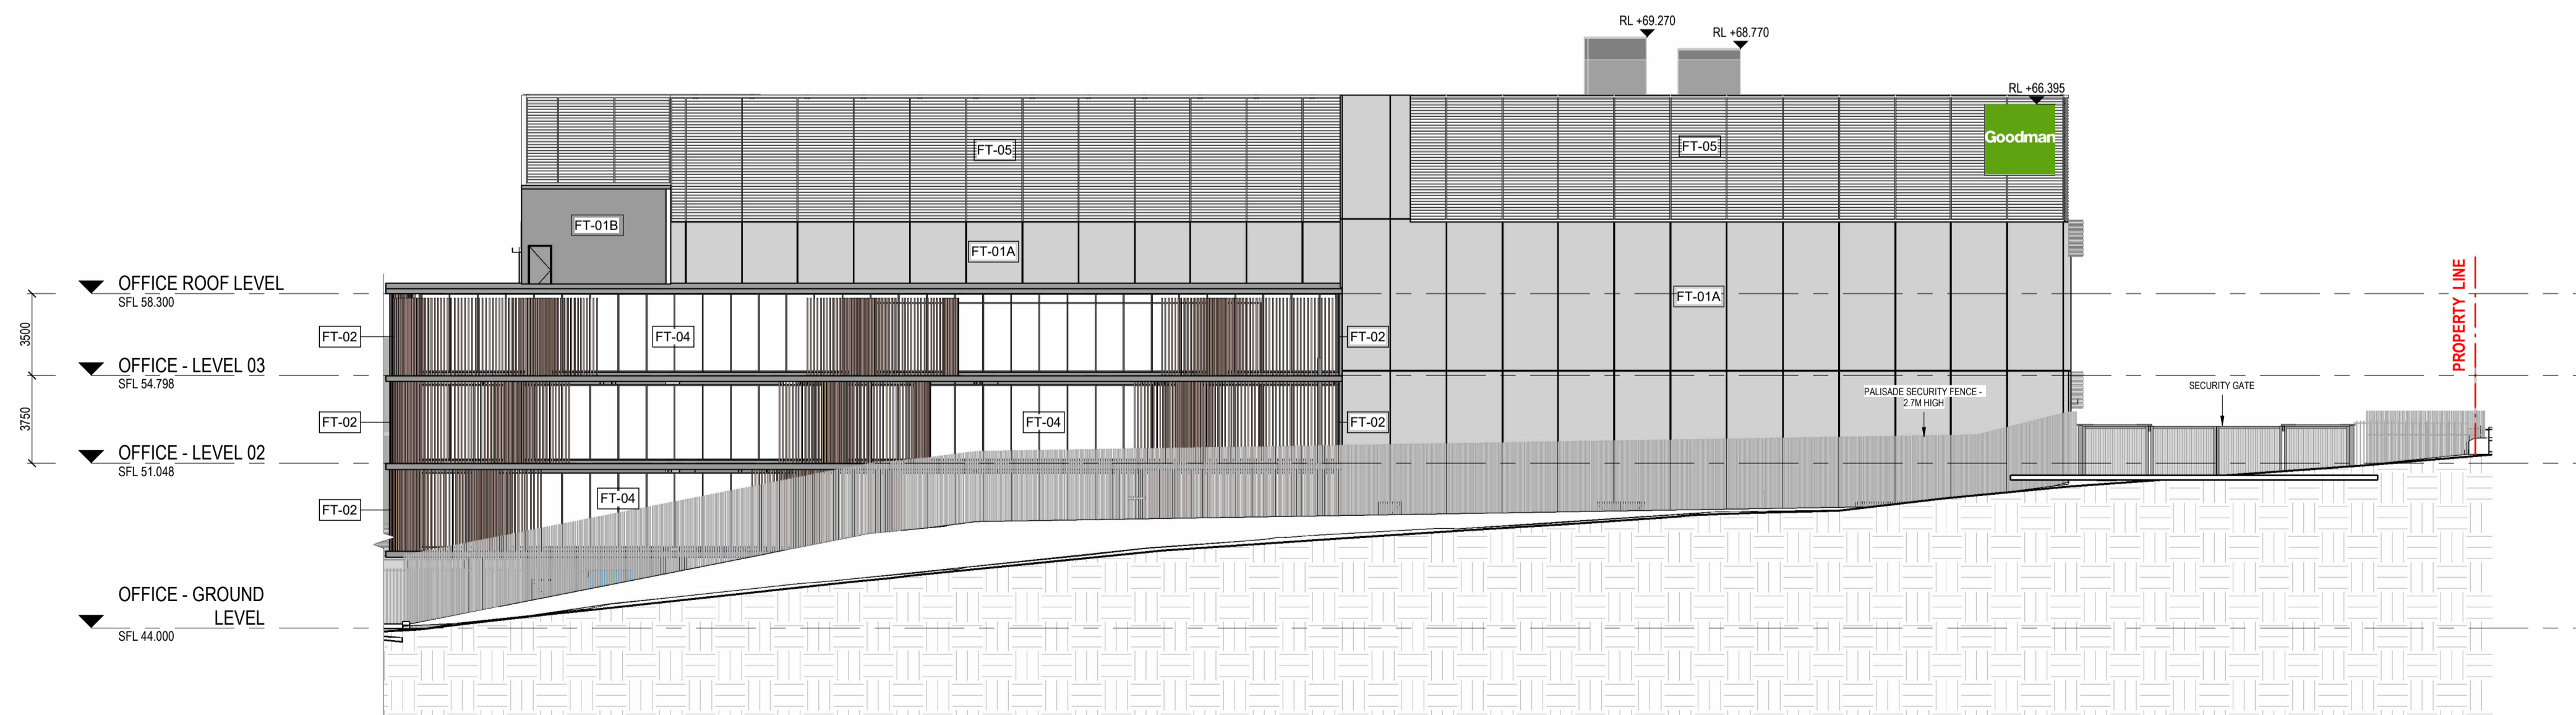 RL +69.270
RL +68.770
RL +66.395
Goodman
FT-05
FT-05
FT-01B
FT-01A
FT-01A
OFFICE ROOF LEVEL
SFL 58.300
3500
FT-02
FT-04
FT-02
OFFICE - LEVEL 03
SFL 54.798
3750
FT-02
FT-04
FT-02
OFFICE - LEVEL 02
SFL 51.048
FT-02
FT-04
PALISADE SECURITY FENCE -
2.7M HIGH
SECURITY GATE
PROPERTY LINE
OFFICE - GROUND
LEVEL
SFL 44.000